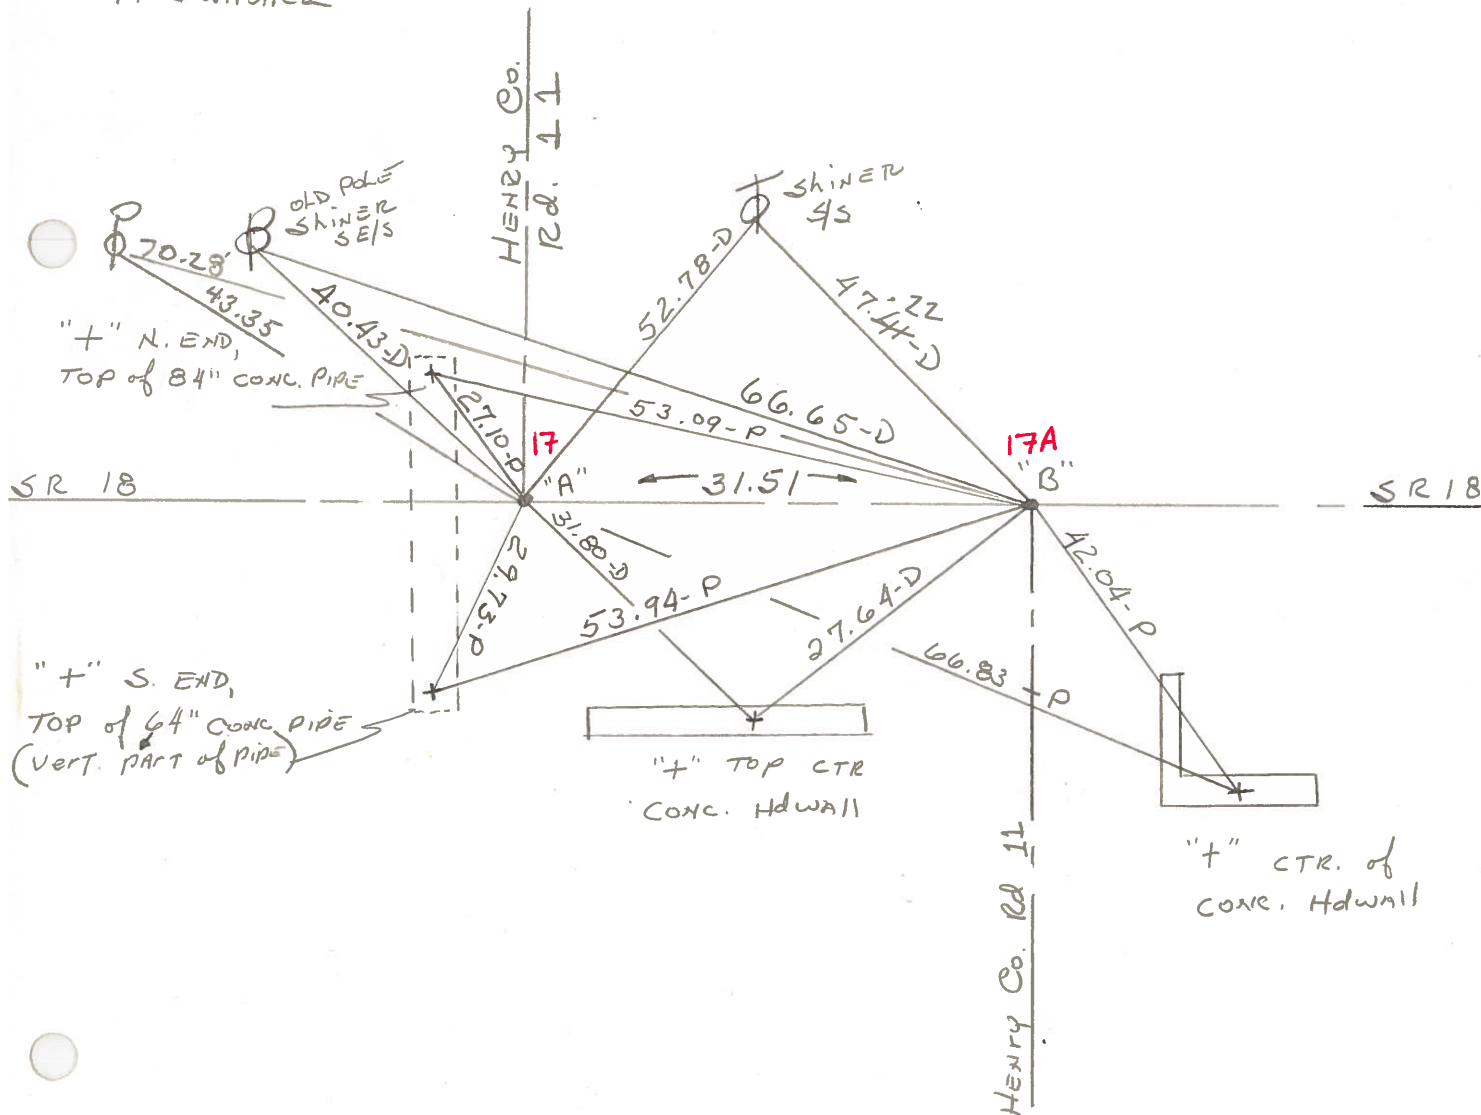 HENRY Co.
Rd. 11
OLD POLE
ShiNER
SE/S
ShiNER
S/S
70.28'
43.35
40.43-D
52.78-D
.22
47.41-D
"+" N. END,
TOP of 84" CONC. PIPE
27.10-P
66.65-D
53.09-P
17
17A
"A"
"B"
31.51
SR 18
SR 18
31.80-D
29.73-P
53.94-P
27.64-D
42.04-P
66.83-P
"+" S. END,
TOP of 64" CONC PIPE
(VerT. PART of PIPE)
"+" TOP CTR
CONC. HdWAll
"+" CTR. of
CONC. HdWAll
HENry Co. Rd 11